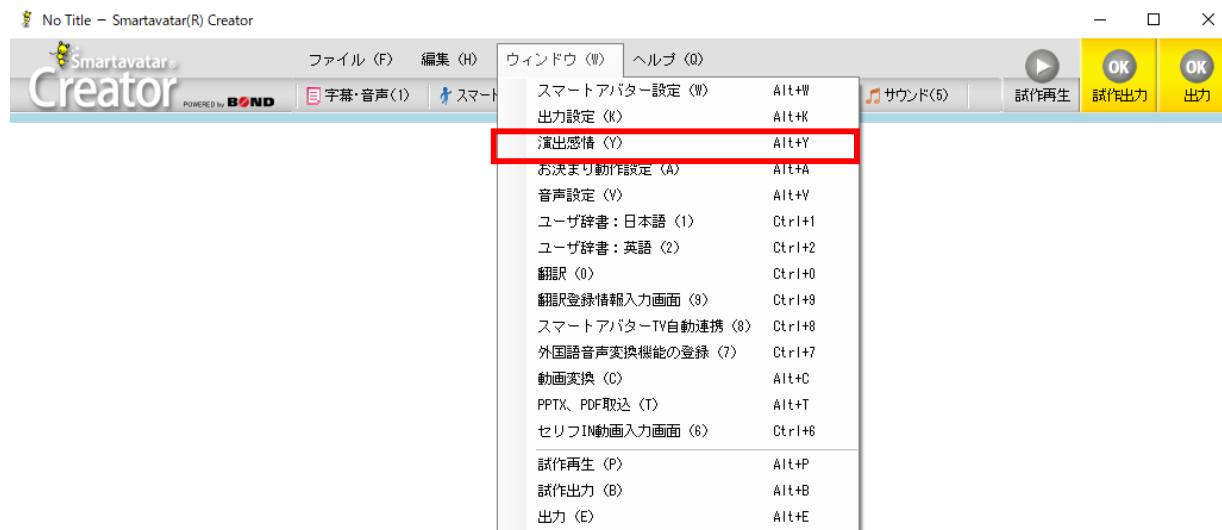 No Title － Smartavatar(R) Creator
Smartavatar®
Creator
POWERED by BOND
ファイル (F) 編集 (H) ウィンドウ (W) ヘルプ (Q)
字幕･音声(1) スマート サウンド(5)
試作再生
OK
試作出力
OK
出力
スマートアバター設定 (W) Alt+W
出力設定 (K) Alt+K
演出感情 (Y) Alt+Y
お決まり動作設定 (A) Alt+A
音声設定 (V) Alt+V
ユーザ辞書：日本語 (1) Ctrl+1
ユーザ辞書：英語 (2) Ctrl+2
翻訳 (0) Ctrl+0
翻訳登録情報入力画面 (9) Ctrl+9
スマートアバターTV自動連携 (8) Ctrl+8
外国語音声変換機能の登録 (7) Ctrl+7
動画変換 (C) Alt+C
PPTX、PDF取込 (T) Alt+T
セリフIN動画入力画面 (6) Ctrl+6
試作再生 (P) Alt+P
試作出力 (B) Alt+B
出力 (E) Alt+E